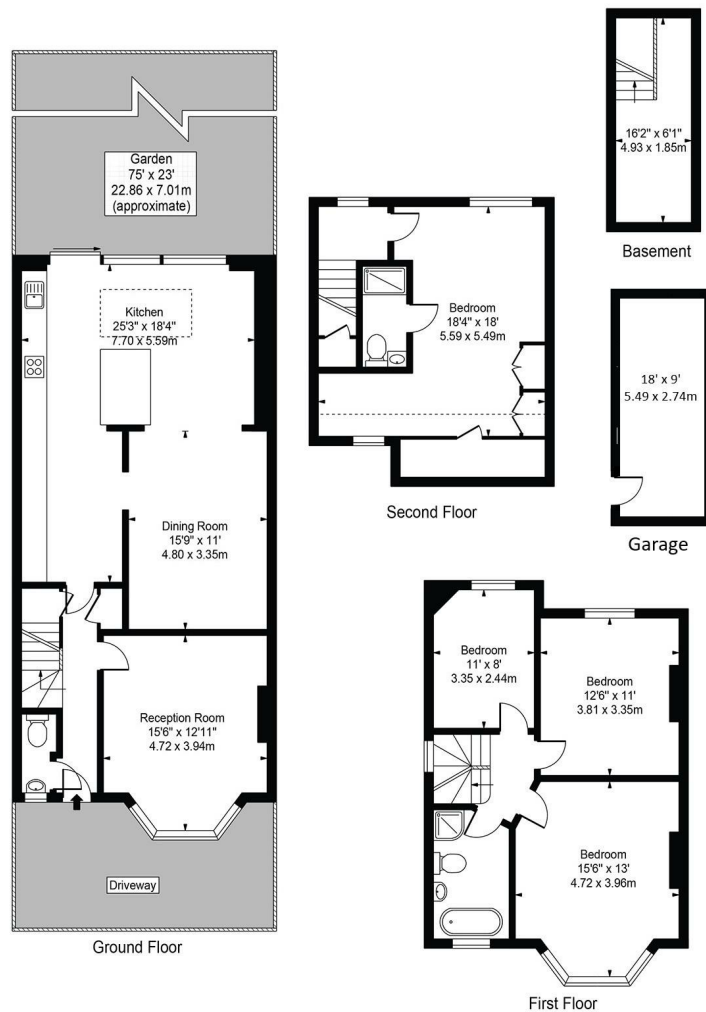 Garden
75' x 23'
22.86 x 7.01m
(approximate)
Kitchen
25'3" x 18'4"
7.70 x 5.59m
Dining Room
15'9" x 11'
4.80 x 3.35m
Reception Room
15'6" x 12'11"
4.72 x 3.94m
Driveway
Ground Floor
Bedroom
18'4" x 18'
5.59 x 5.49m
Second Floor
16'2" x 6'1"
4.93 x 1.85m
Basement
18' x 9'
5.49 x 2.74m
Garage
Bedroom
11' x 8'
3.35 x 2.44m
Bedroom
12'6" x 11'
3.81 x 3.35m
Bedroom
15'6" x 13'
4.72 x 3.96m
First Floor